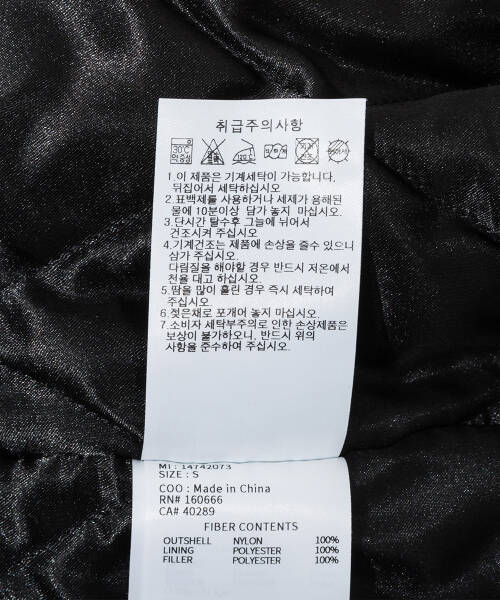 취급주의사항
30℃
약중성
1.이 제품은 기계세탁이 가능합니다.
뒤집어서 세탁하십시오
2.표백제를 사용하거나 세제가 용해된
물에 10분이상 담가 놓지 마십시오.
3.단시간 탈수후 그늘에 뉘어서
건조시켜 주십시오
4.기계건조는 제품에 손상을 줄수 있으니
삼가 주십시오.
다림질을 해야할 경우 반드시 저온에서
천을 대고 하십시오.
5.땀을 많이 흘린 경우 즉시 세탁하여
주십시오.
6.젖은채로 포개어 놓지 마십시오.
7.소비자 세탁부주의로 인한 손상제품은
보상이 불가하오니, 반드시 위의
사항을 준수하여 주십시오.
M1: 14742073
SIZE : S
COO : Made in China
RN# 160666
CA# 40289
FIBER CONTENTS
OUTSHELL NYLON 100%
LINING POLYESTER 100%
FILLER POLYESTER 100%